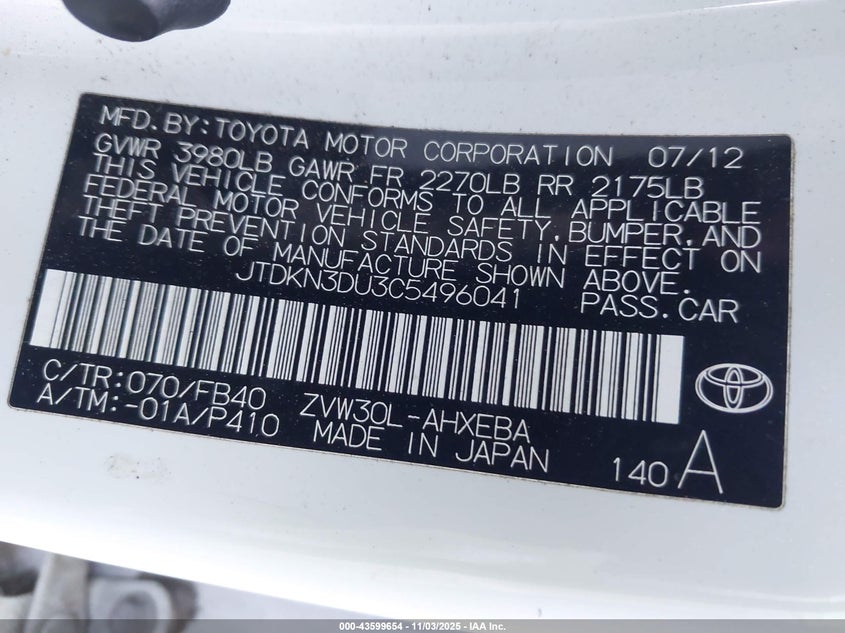 MFD. BY: TOYOTA MOTOR CORPORATION 07/12
GVWR 3980LB GAWR FR 2270LB RR 2175LB
THIS VEHICLE CONFORMS TO ALL APPLICABLE
FEDERAL MOTOR VEHICLE SAFETY, BUMPER, AND
THEFT PREVENTION STANDARDS IN EFFECT ON
THE DATE OF MANUFACTURE SHOWN ABOVE.
JTDKN3DU3C5496041 PASS. CAR
C/TR: 070/FB40 ZVW30L-AHXEBA
A/TM: -01A/P410 MADE IN JAPAN 140 A
000-43599654 | 11/03/2025 - IAA Inc.